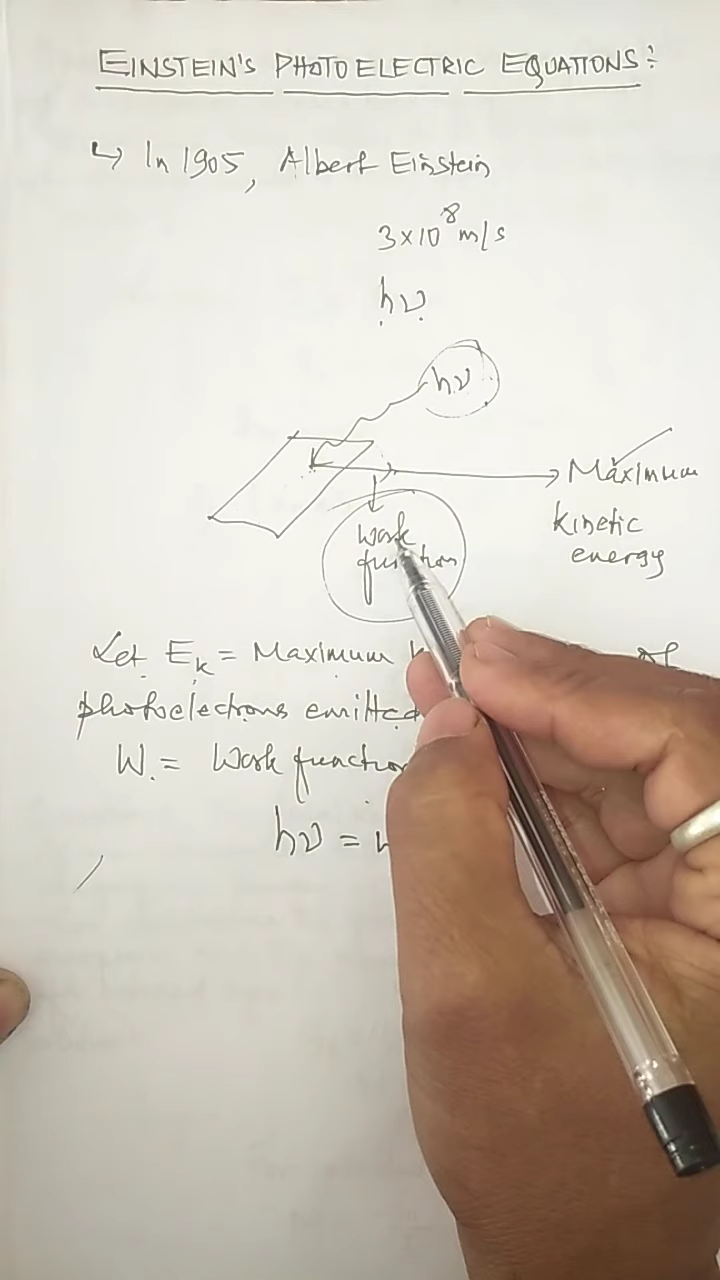 EINSTEIN'S PHOTOELECTRIC EQUATIONS:
↳ In 1905, Albert Einstein
3×10⁸ m/s
hν
hν
Maximum
kinetic
energy
Work
function
Let Eₖ = Maximum of
photoelectrons emitted
W. = Work function
hν =